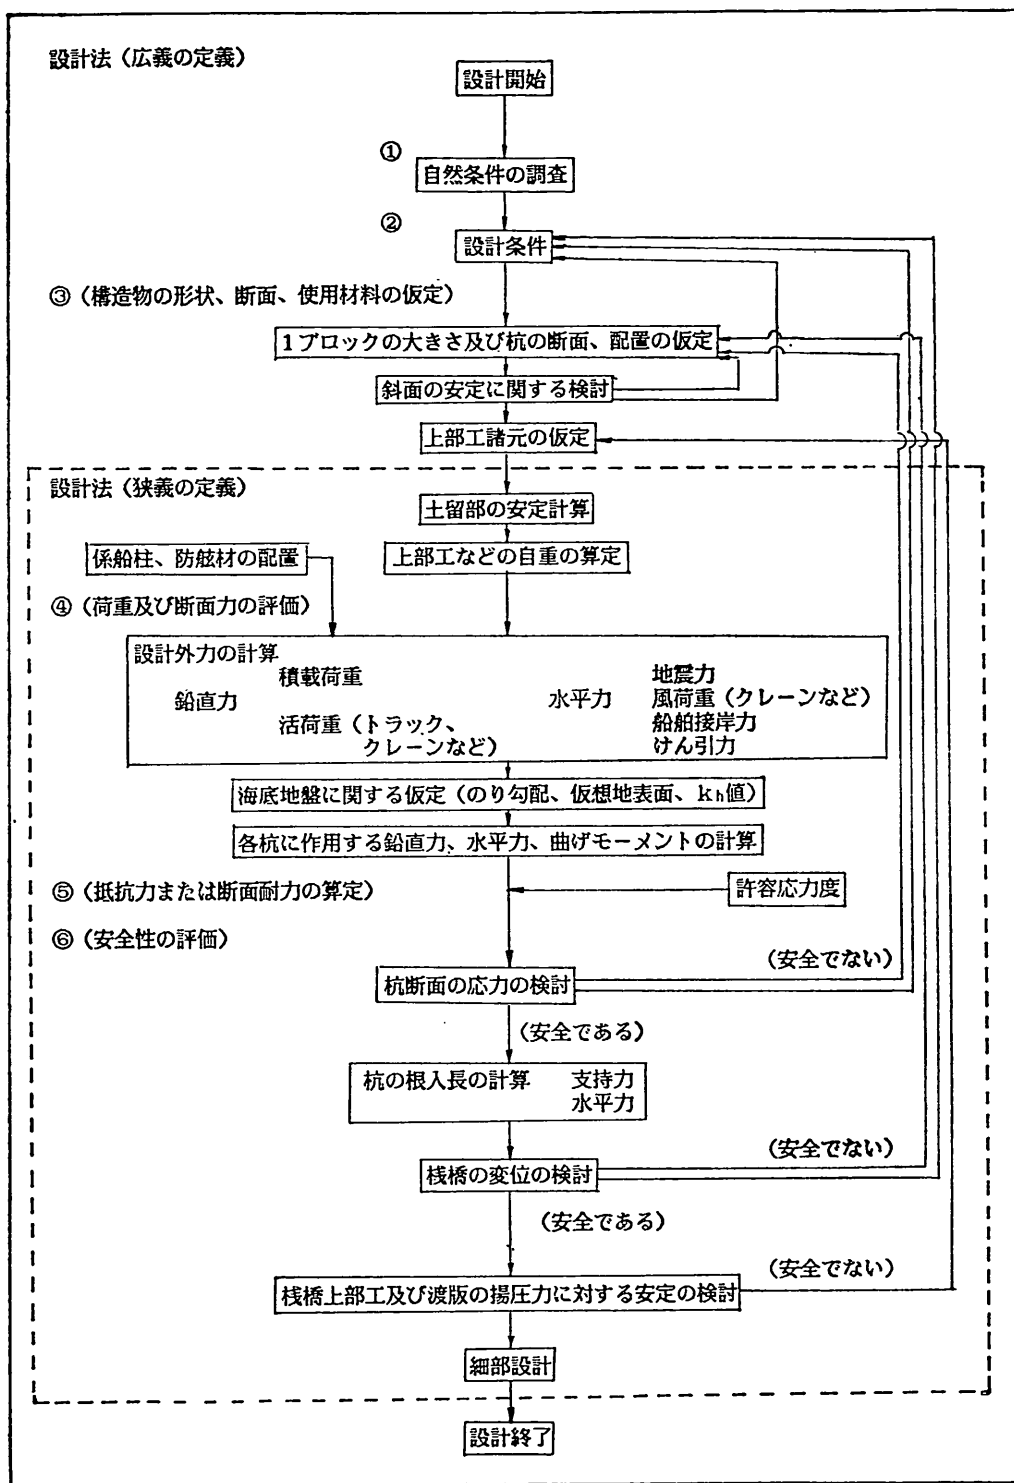 設計法（広義の定義）
設計開始
①
自然条件の調査
②
設計条件
③（構造物の形状、断面、使用材料の仮定）
1ブロックの大きさ及び杭の断面、配置の仮定
斜面の安定に関する検討
上部工諸元の仮定
設計法（狭義の定義）
土留部の安定計算
係船柱、防舷材の配置
上部工などの自重の算定
④（荷重及び断面力の評価）
設計外力の計算
積載荷重
鉛直力
活荷重（トラック、
クレーンなど）
水平力
地震力
風荷重（クレーンなど）
船舶接岸力
けん引力
海底地盤に関する仮定（のり勾配、仮想地表面、kh値）
各杭に作用する鉛直力、水平力、曲げモーメントの計算
⑤（抵抗力または断面耐力の算定）
許容応力度
⑥（安全性の評価）
（安全でない）
杭断面の応力の検討
（安全である）
杭の根入長の計算 支持力
水平力
（安全でない）
桟橋の変位の検討
（安全である）
（安全でない）
桟橋上部工及び渡版の揚圧力に対する安定の検討
細部設計
設計終了